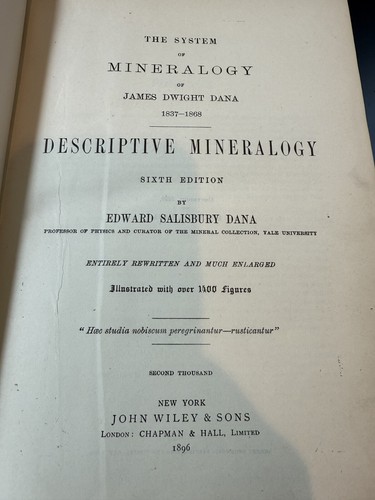 THE SYSTEM
OF
MINERALOGY
OF
JAMES DWIGHT DANA
1837–1868
DESCRIPTIVE MINERALOGY
SIXTH EDITION
BY
EDWARD SALISBURY DANA
PROFESSOR OF PHYSICS AND CURATOR OF THE MINERAL COLLECTION, YALE UNIVERSITY
ENTIRELY REWRITTEN AND MUCH ENLARGED
Illustrated with over 1400 Figures
"Hæc studia nobiscum peregrinantur—rusticantur"
SECOND THOUSAND
NEW YORK
JOHN WILEY & SONS
LONDON: CHAPMAN & HALL, LIMITED
1896